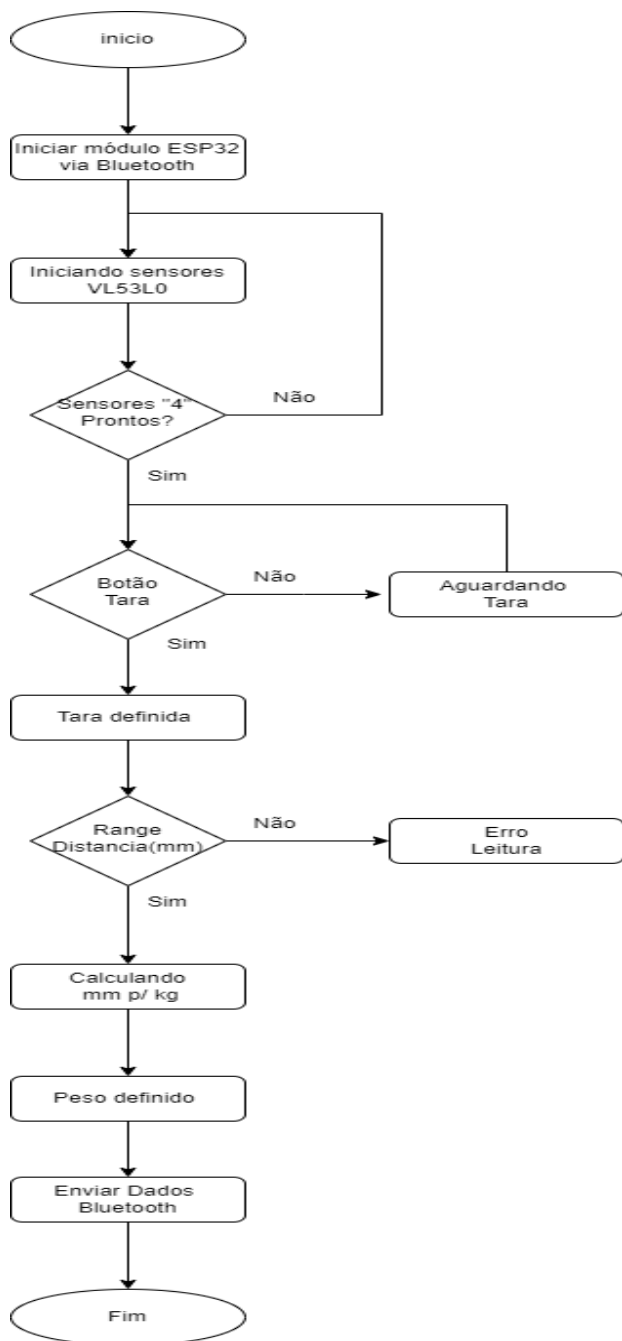 inicio
Iniciar módulo ESP32
via Bluetooth
Iniciando sensores
VL53L0
Sensores "4"
Prontos?
Não
Sim
Botão
Tara
Não
Aguardando
Tara
Sim
Tara definida
Range
Distancia(mm)
Não
Erro
Leitura
Sim
Calculando
mm p/ kg
Peso definido
Enviar Dados
Bluetooth
Fim